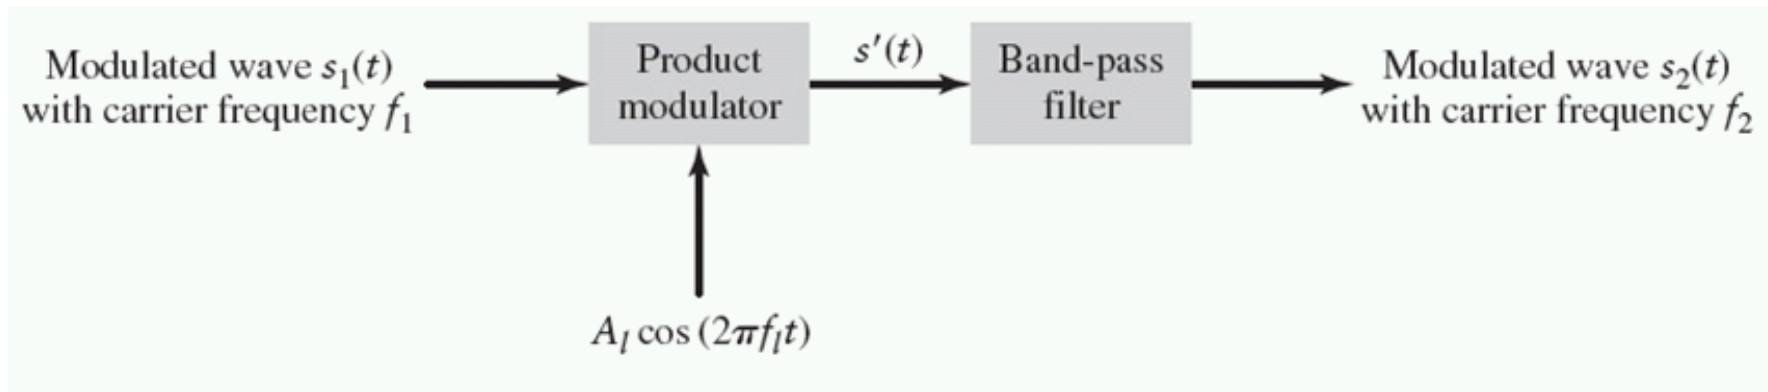 Modulated wave s₁(t)
with carrier frequency f₁
Product
modulator
s′(t)
Band-pass
filter
Modulated wave s₂(t)
with carrier frequency f₂
Aₗ cos (2πfₗt)